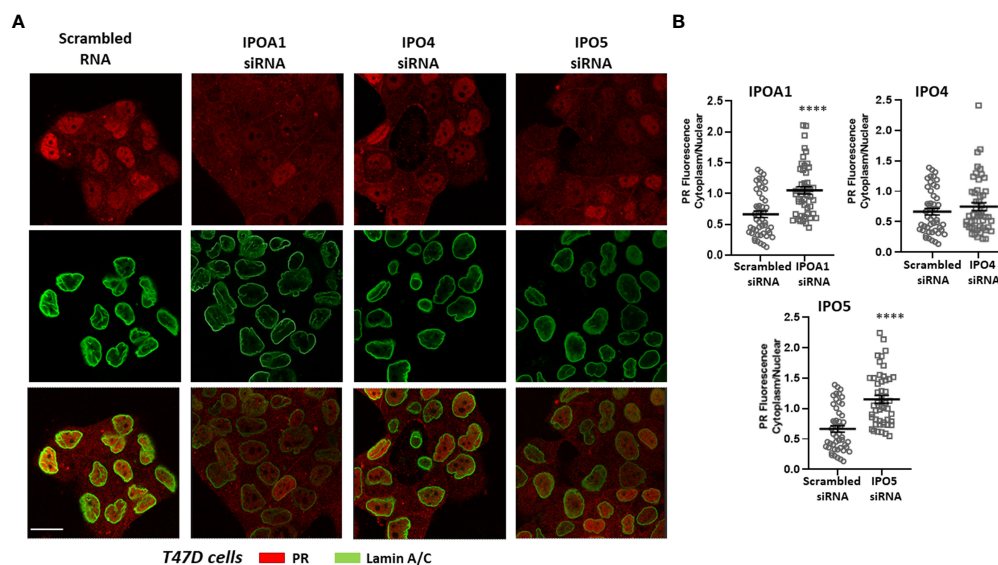 A
Scrambled
RNA
IPOA1
siRNA
IPO4
siRNA
IPO5
siRNA
T47D cells PR Lamin A/C
B
IPOA1
****
PR Fluorescence
Cytoplasm/Nuclear
2.5
2.0
1.5
1.0
0.5
0.0
Scrambled
siRNA
IPOA1
siRNA
IPO4
PR Fluorescence
Cytoplasm/Nuclear
2.5
2.0
1.5
1.0
0.5
0.0
Scrambled
siRNA
IPO4
siRNA
IPO5
****
PR Fluorescence
Cytoplasm/Nuclear
2.5
2.0
1.5
1.0
0.5
0.0
Scrambled
siRNA
IPO5
siRNA